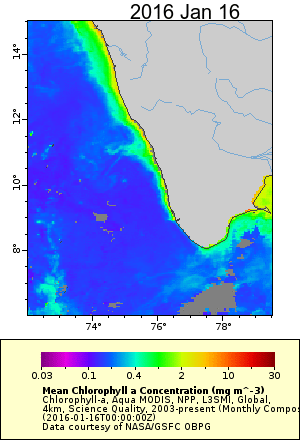 2016 Jan 16
14°
12°
10°
8°
74°
76°
78°
0.03
0.1
0.4
2
10
30
Mean Chlorophyll a Concentration (mg m^-3)
Chlorophyll-a, Aqua MODIS, NPP, L3SMI, Global,
4km, Science Quality, 2003-present (Monthly Compos
(2016-01-16T00:00:00Z)
Data courtesy of NASA/GSFC OBPG